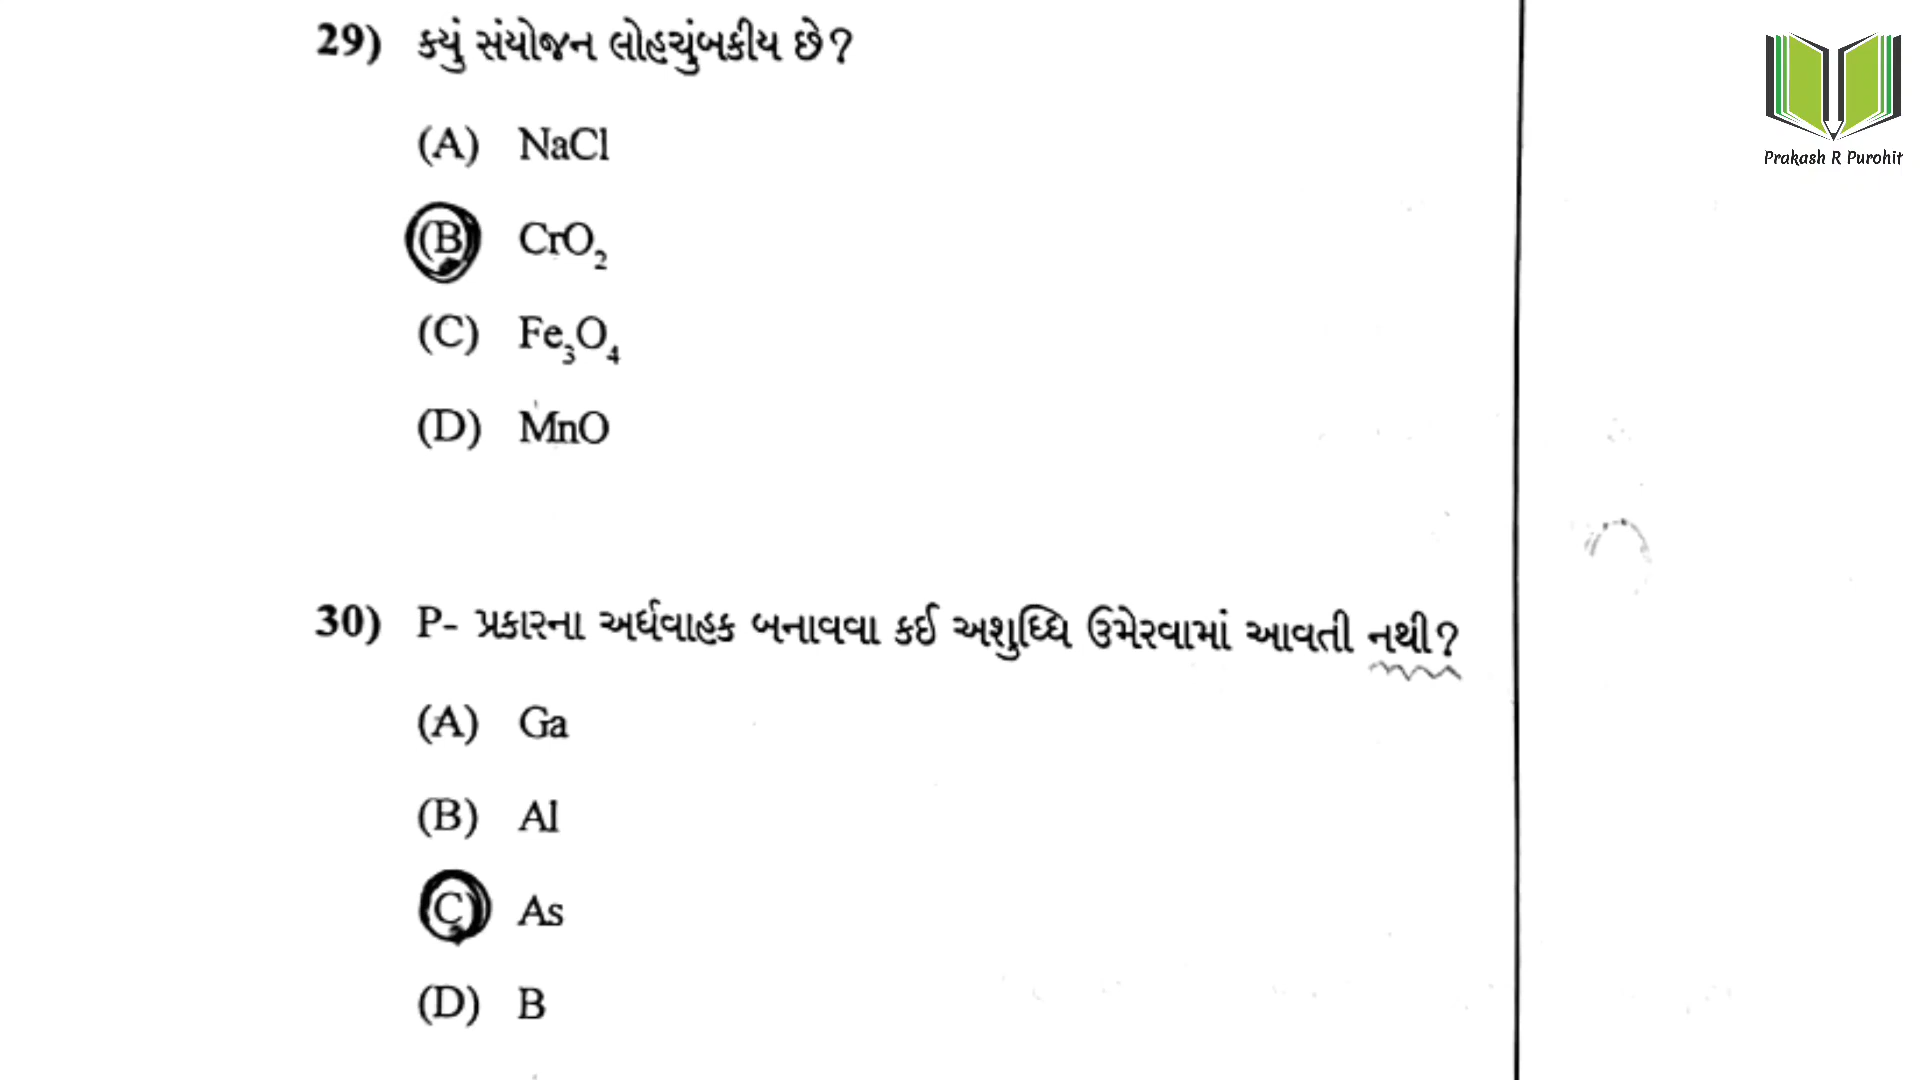 29) ક્યું સંયોજન લોહચુંબકીય છે?
(A) NaCl
(B) CrO₂
(C) Fe₃O₄
(D) MnO
30) P- પ્રકારના અર્ધવાહક બનાવવા કઈ અશુધ્ધિ ઉમેરવામાં આવતી નથી?
(A) Ga
(B) Al
(C) As
(D) B
Prakash R Purohit